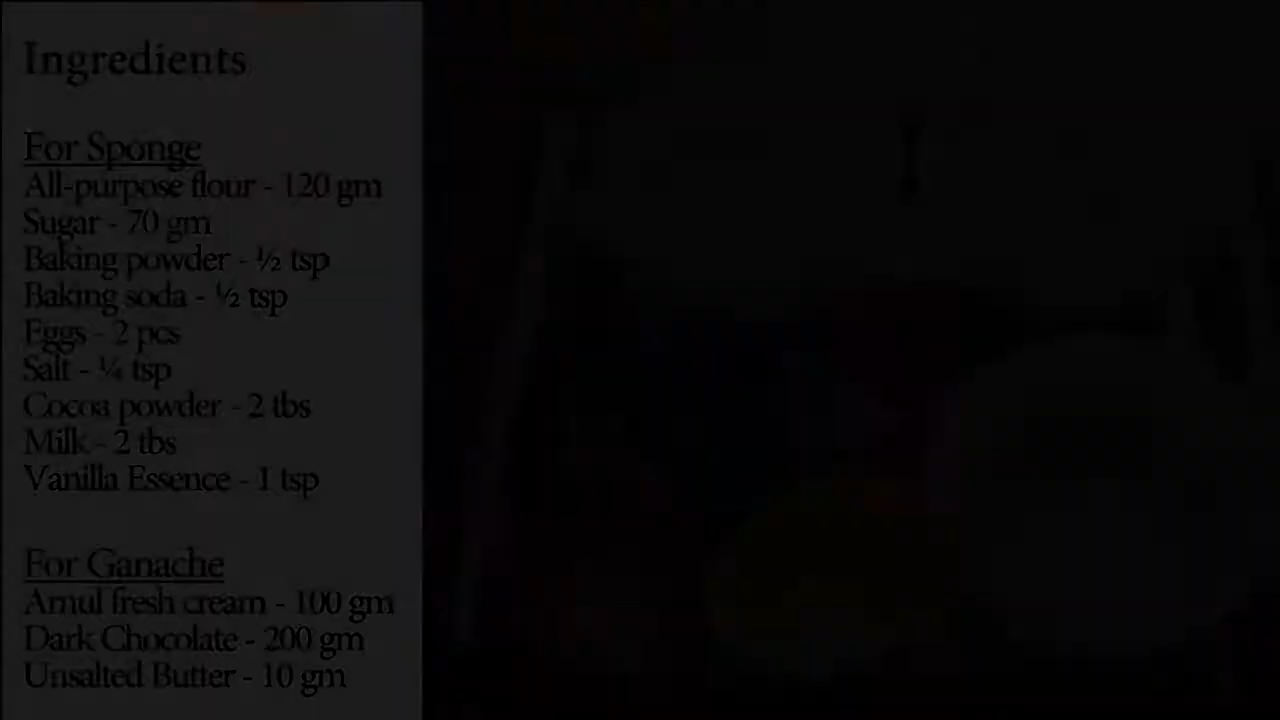 Ingredients
For Sponge
All-purpose flour - 120 gm
Sugar - 70 gm
Baking powder - ½ tsp
Baking soda - ½ tsp
Eggs - 2 pcs
Salt - ¼ tsp
Cocoa powder - 2 tbs
Milk - 2 tbs
Vanilla Essence - 1 tsp
For Ganache
Amul fresh cream - 100 gm
Dark Chocolate - 200 gm
Unsalted Butter - 10 gm